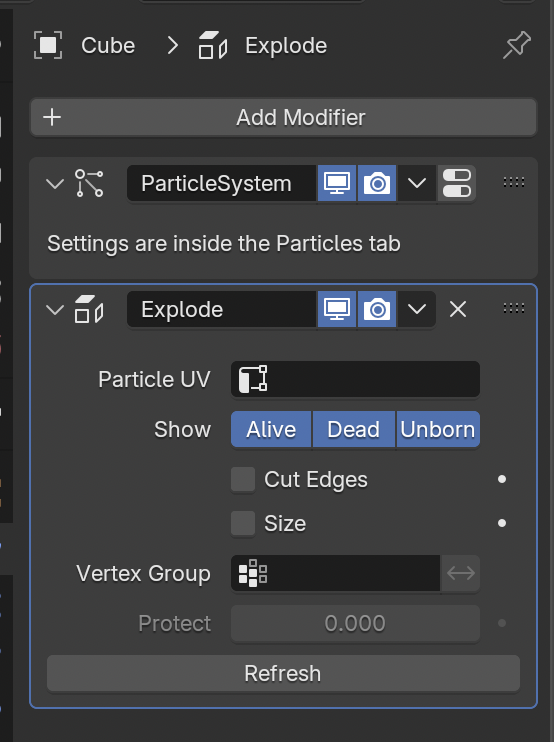 Cube > Explode
Add Modifier
ParticleSystem
Settings are inside the Particles tab
Explode
Particle UV
Show Alive Dead Unborn
Cut Edges
Size
Vertex Group
Protect 0.000
Refresh